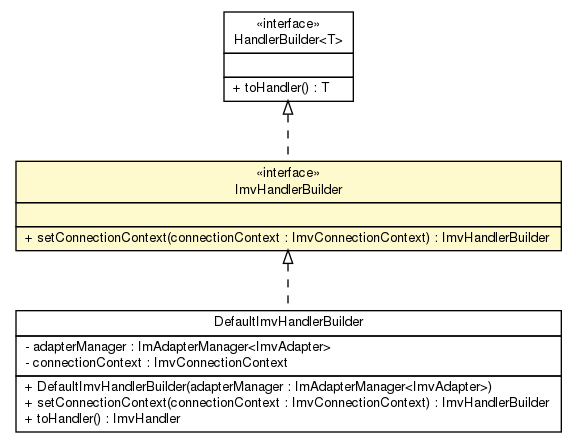 «interface»
HandlerBuilder<T>
+ toHandler() : T
«interface»
ImvHandlerBuilder
+ setConnectionContext(connectionContext : ImvConnectionContext) : ImvHandlerBuilder
DefaultImvHandlerBuilder
- adapterManager : ImAdapterManager<ImvAdapter>
- connectionContext : ImvConnectionContext
+ DefaultImvHandlerBuilder(adapterManager : ImAdapterManager<ImvAdapter>)
+ setConnectionContext(connectionContext : ImvConnectionContext) : ImvHandlerBuilder
+ toHandler() : ImvHandler